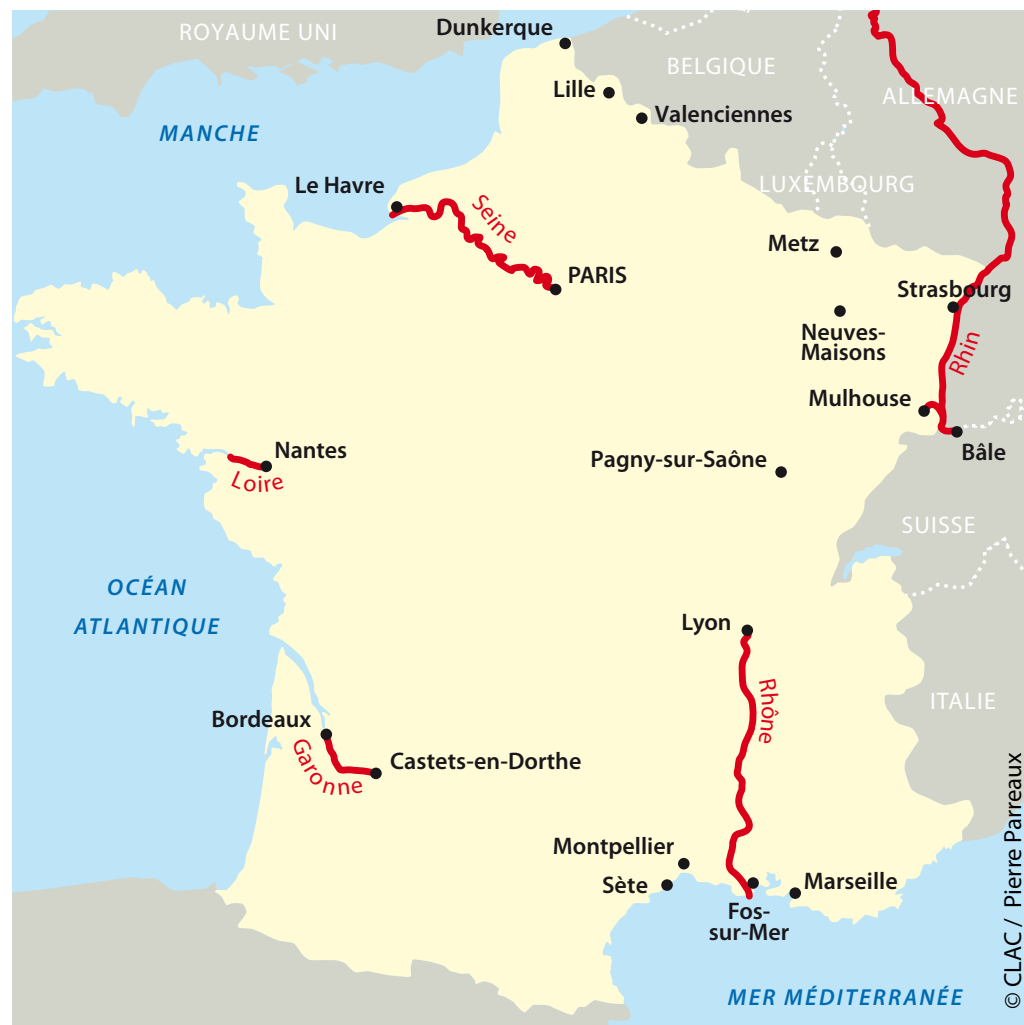 ROYAUME UNI
Dunkerque
BELGIQUE
Lille
ALLEMAGNE
Valenciennes
MANCHE
LUXEMBOURG
Le Havre
Seine
Metz
PARIS
Strasbourg
Neuves-
Maisons
Rhin
Mulhouse
Nantes
Bâle
Pagny-sur-Saône
Loire
SUISSE
OCÉAN
ATLANTIQUE
Lyon
Rhône
ITALIE
Bordeaux
Garonne
Castets-en-Dorthe
Montpellier
Sète
Marseille
Fos-
sur-Mer
MER MÉDITERRANÉE
© CLAC / Pierre Parreaux